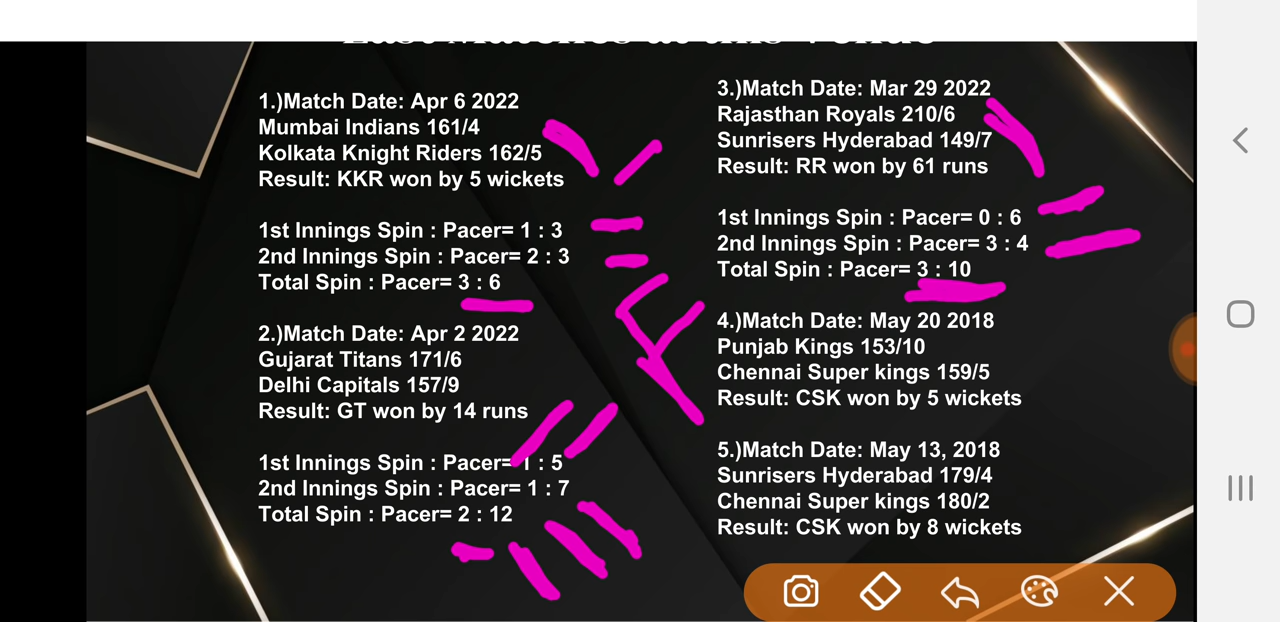 Last Matches at this Venue
1.)Match Date: Apr 6 2022
Mumbai Indians 161/4
Kolkata Knight Riders 162/5
Result: KKR won by 5 wickets
1st Innings Spin : Pacer= 1 : 3
2nd Innings Spin : Pacer= 2 : 3
Total Spin : Pacer= 3 : 6
2.)Match Date: Apr 2 2022
Gujarat Titans 171/6
Delhi Capitals 157/9
Result: GT won by 14 runs
1st Innings Spin : Pacer= 1 : 5
2nd Innings Spin : Pacer= 1 : 7
Total Spin : Pacer= 2 : 12
3.)Match Date: Mar 29 2022
Rajasthan Royals 210/6
Sunrisers Hyderabad 149/7
Result: RR won by 61 runs
1st Innings Spin : Pacer= 0 : 6
2nd Innings Spin : Pacer= 3 : 4
Total Spin : Pacer= 3 : 10
4.)Match Date: May 20 2018
Punjab Kings 153/10
Chennai Super kings 159/5
Result: CSK won by 5 wickets
5.)Match Date: May 13, 2018
Sunrisers Hyderabad 179/4
Chennai Super kings 180/2
Result: CSK won by 8 wickets